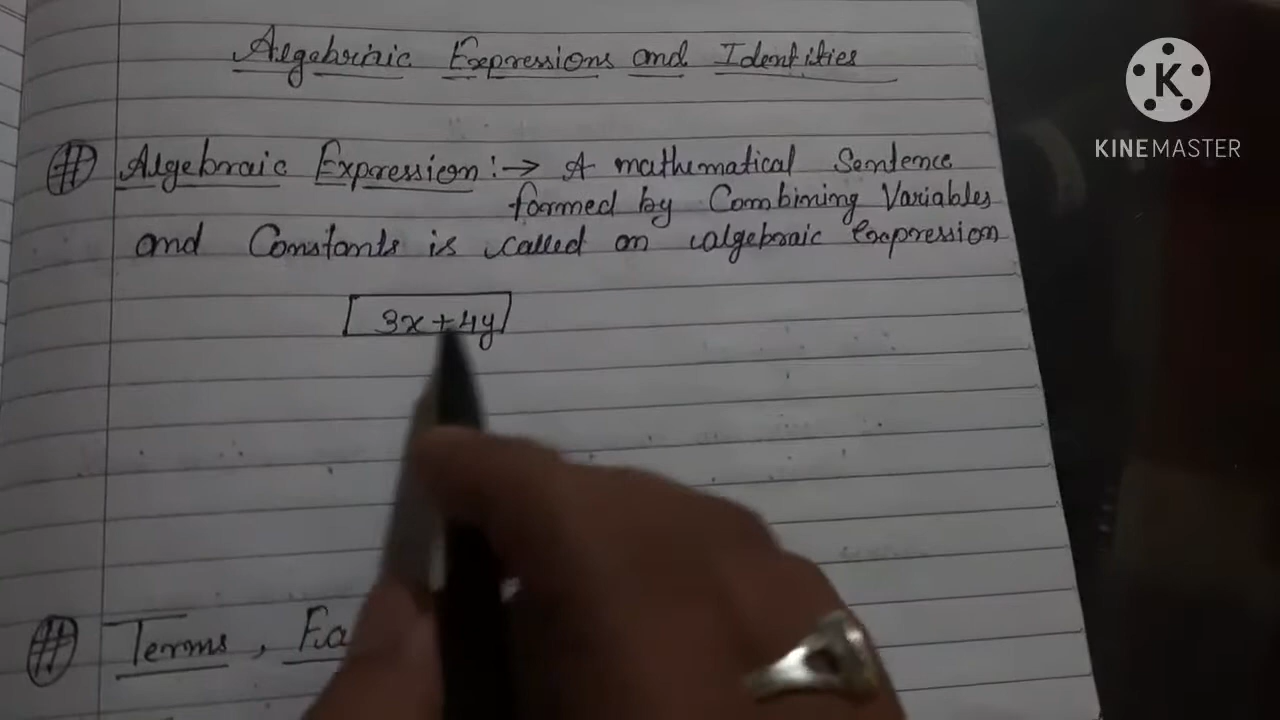 Algebraic Expressions and Identities
K
KINEMASTER
# Algebraic Expression :→ A mathematical Sentence
formed by Combining Variables
and Constants is called an algebraic Expression
3x+4y
# Terms, Fa